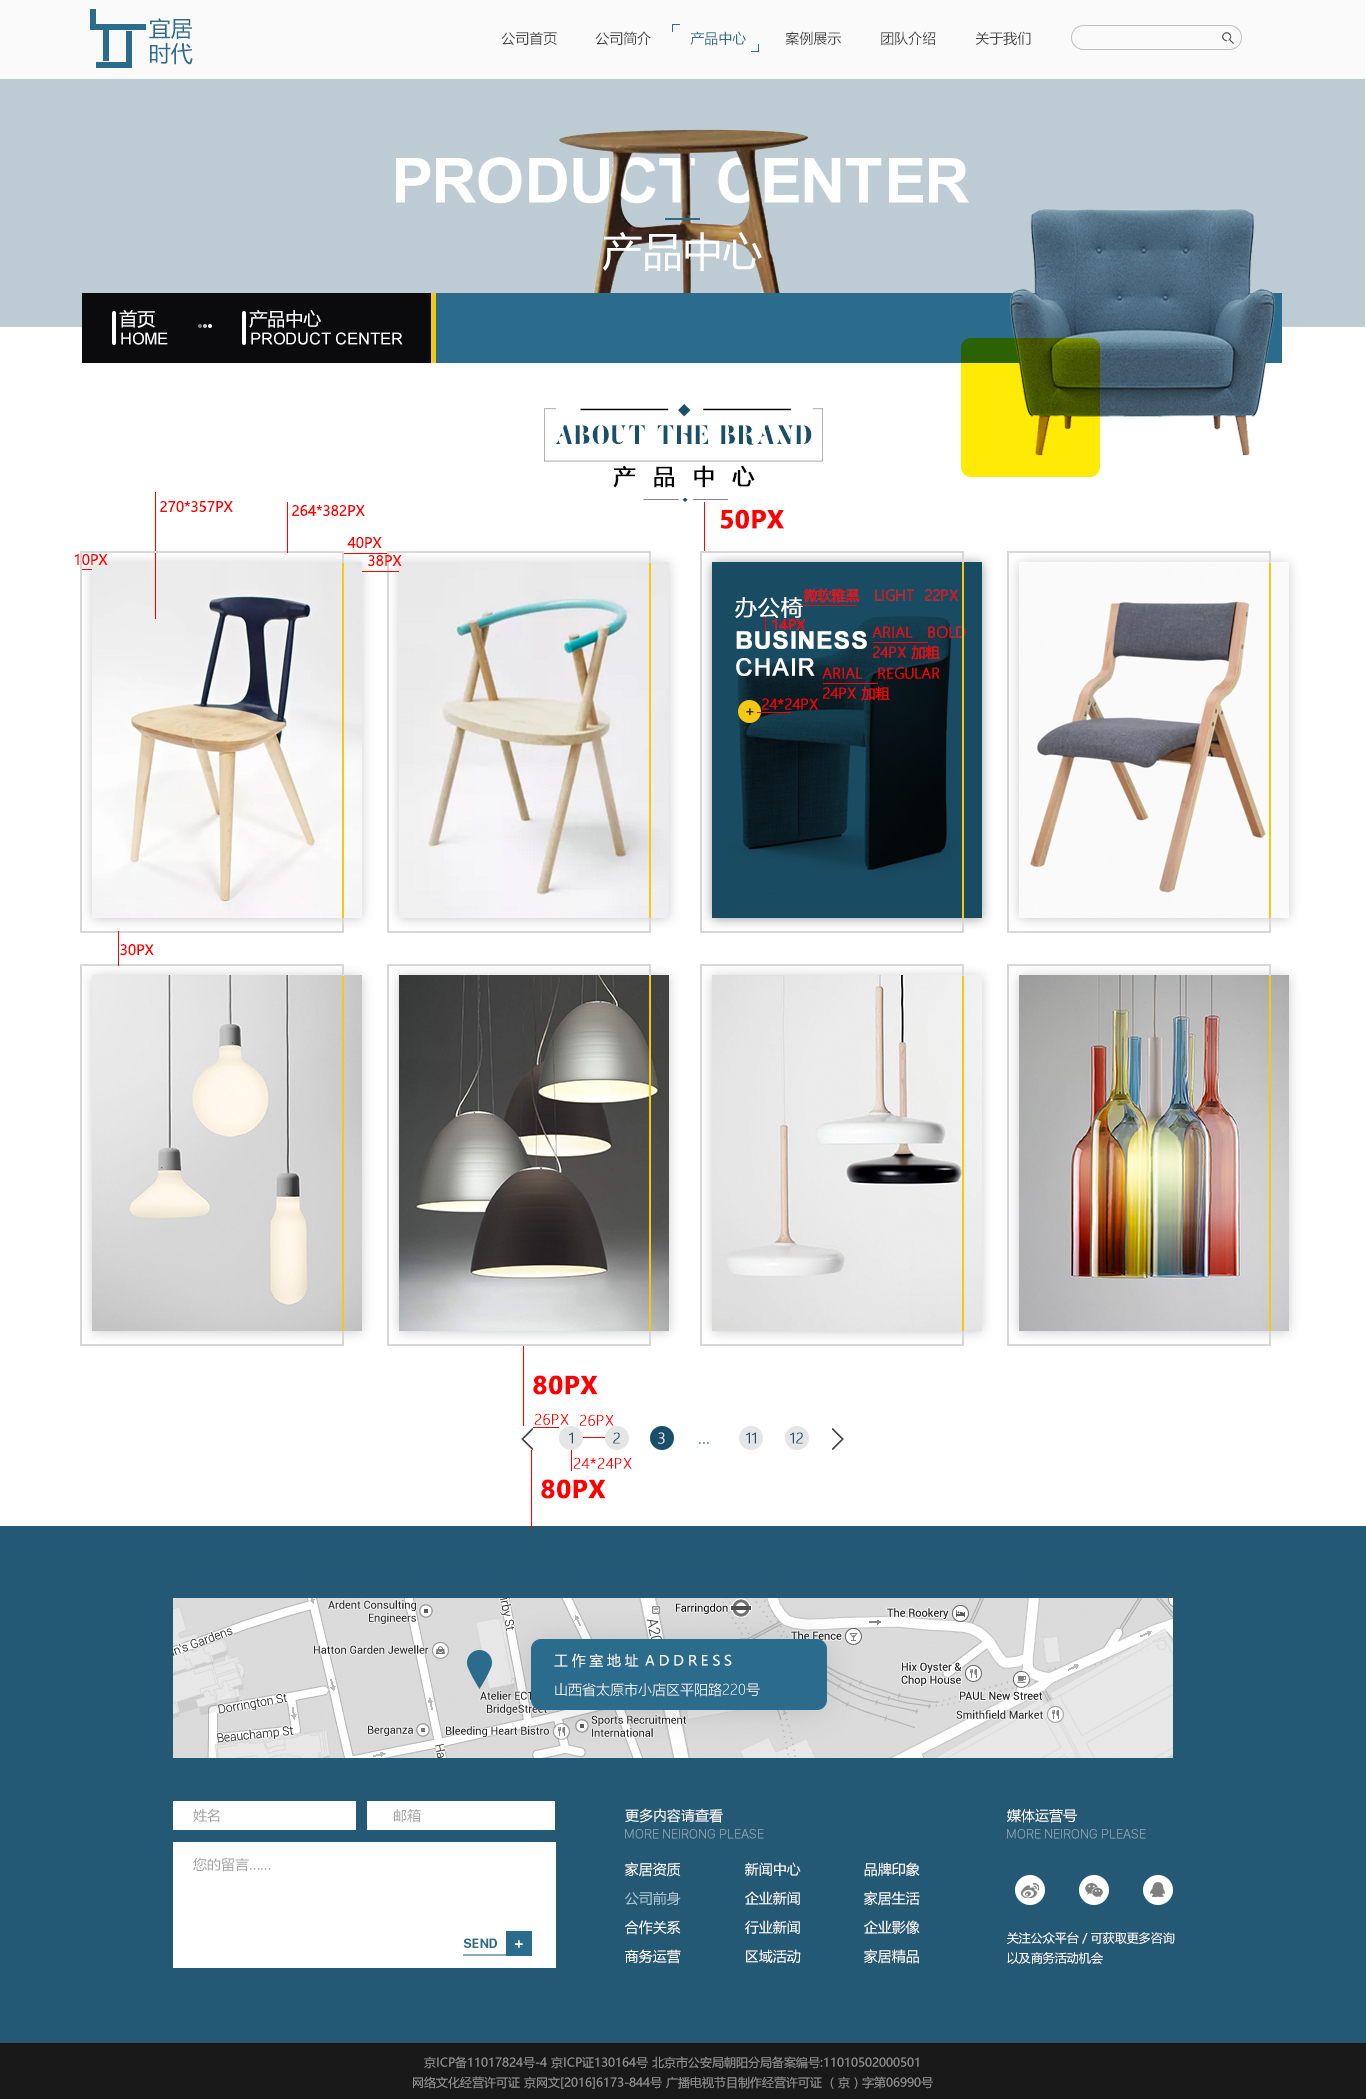 宜居
时代
公司首页 公司简介 产品中心 案例展示 团队介绍 关于我们
PRODUCT CENTER
产品中心
首页
HOME
产品中心
PRODUCT CENTER
ABOUT THE BRAND
产品中心
270*357PX
264*382PX
50PX
40PX
10PX
38PX
办公椅
微软雅黑 LIGHT 22PX
14PX
BUSINESS
ARIAL BOLD
24PX 加粗
CHAIR
ARIAL REGULAR
24PX 加粗
+
24*24PX
30PX
80PX
26PX 26PX
1 2 3 ... 11 12
24*24PX
80PX
Ardent Consulting
Engineers
Farringdon
The Rookery
Hatton Garden Jeweller
The Fence
工作室地址 ADDRESS
山西省太原市小店区平阳路220号
Hix Oyster &
Chop House
PAUL New Street
Smithfield Market
Dorrington St
Beauchamp St
Atelier ECT
BridgeStreet
Berganza
Bleeding Heart Bistro
Sports Recruitment
International
姓名 邮箱
您的留言......
SEND +
更多内容请查看
MORE NEIRONG PLEASE
家居资质 新闻中心 品牌印象
公司前身 企业新闻 家居生活
合作关系 行业新闻 企业影像
商务运营 区域活动 家居精品
媒体运营号
MORE NEIRONG PLEASE
关注公众平台 / 可获取更多咨询
以及商务活动机会
京ICP备11017824号-4 京ICP证130164号 北京市公安局朝阳分局备案编号:11010502000501
网络文化经营许可证 京网文[2016]6173-844号 广播电视节目制作经营许可证 （京）字第06990号